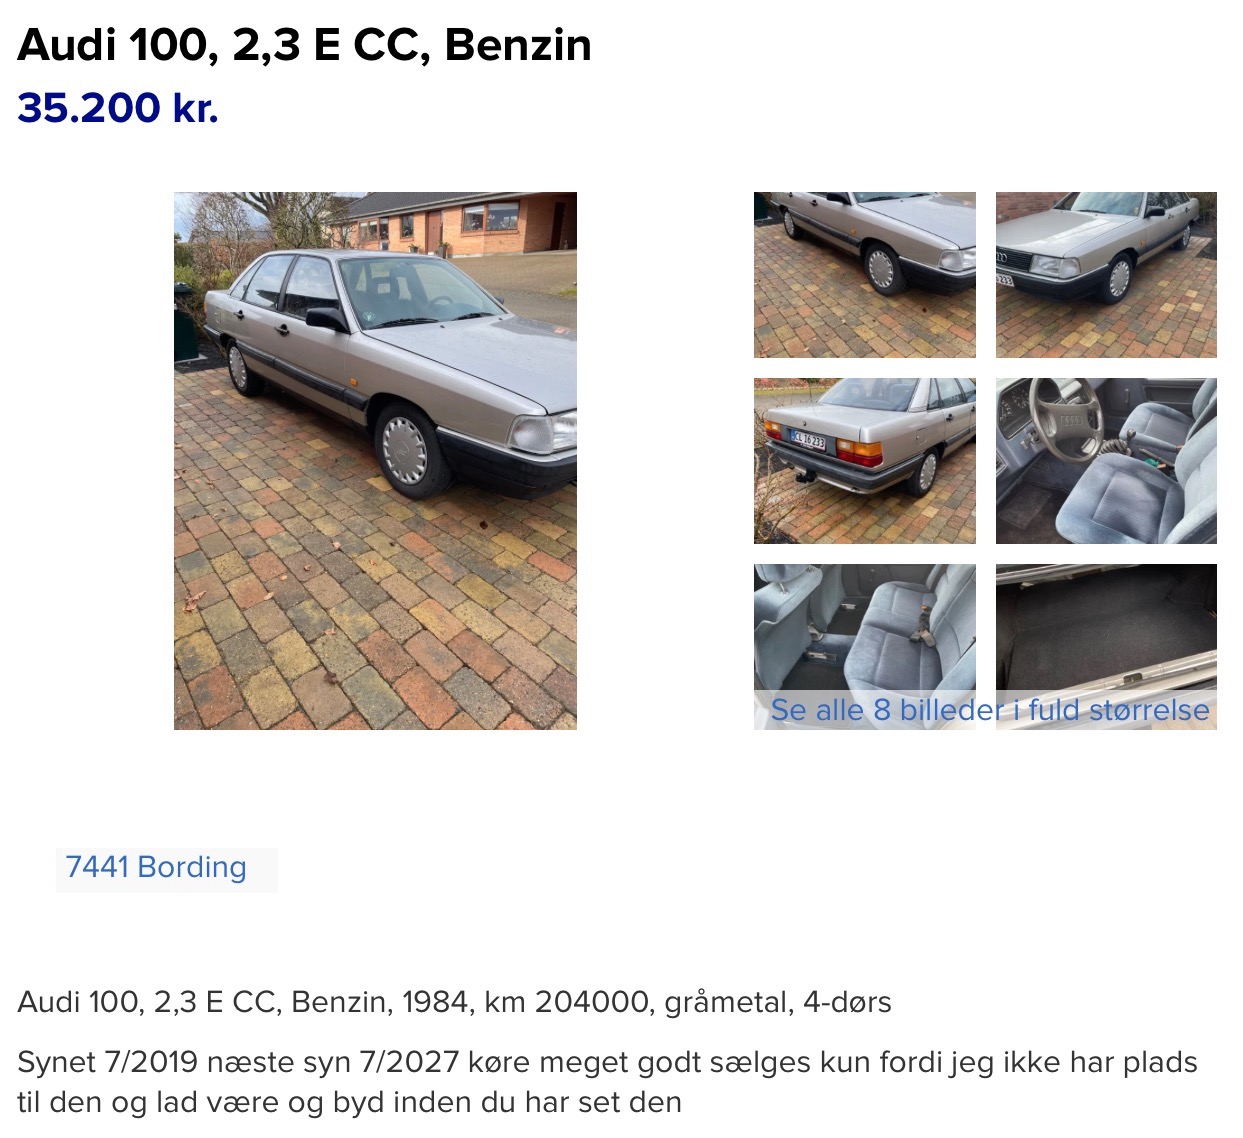 Audi 100, 2,3 E CC, Benzin
35.200 kr.
Se alle 8 billeder i fuld størrelse
7441 Bording
Audi 100, 2,3 E CC, Benzin, 1984, km 204000, gråmetal, 4-dørs
Synet 7/2019 næste syn 7/2027 køre meget godt sælges kun fordi jeg ikke har plads
til den og lad være og byd inden du har set den